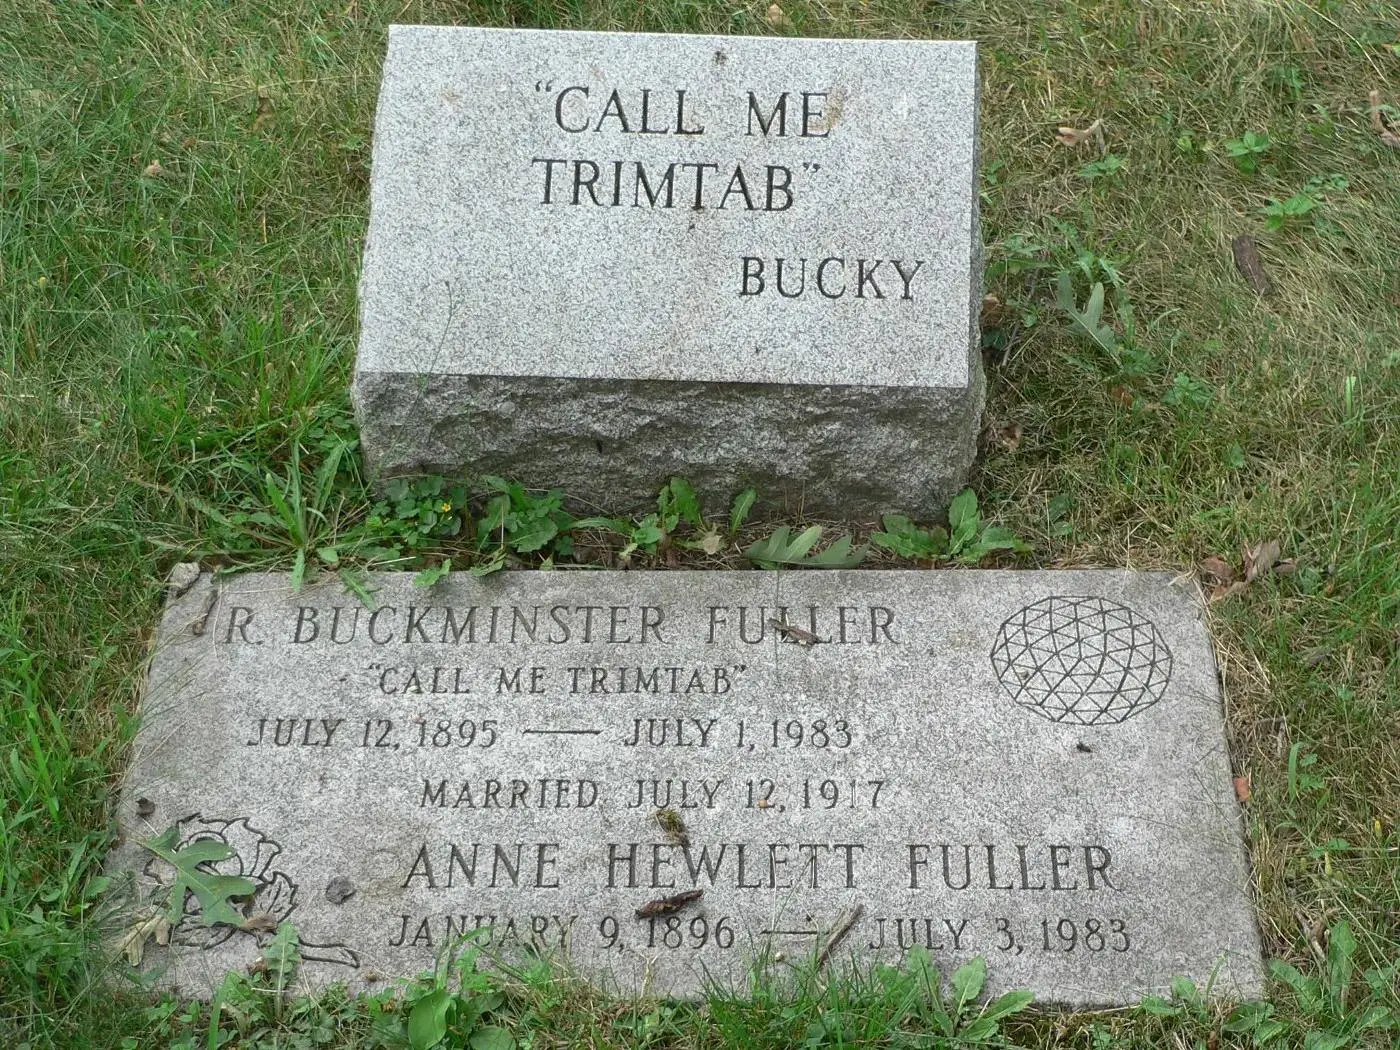 “CALL ME
TRIMTAB”
BUCKY
R. BUCKMINSTER FULLER
“CALL ME TRIMTAB”
JULY 12, 1895 — JULY 1, 1983
MARRIED JULY 12, 1917
ANNE HEWLETT FULLER
JANUARY 9, 1896 — JULY 3, 1983